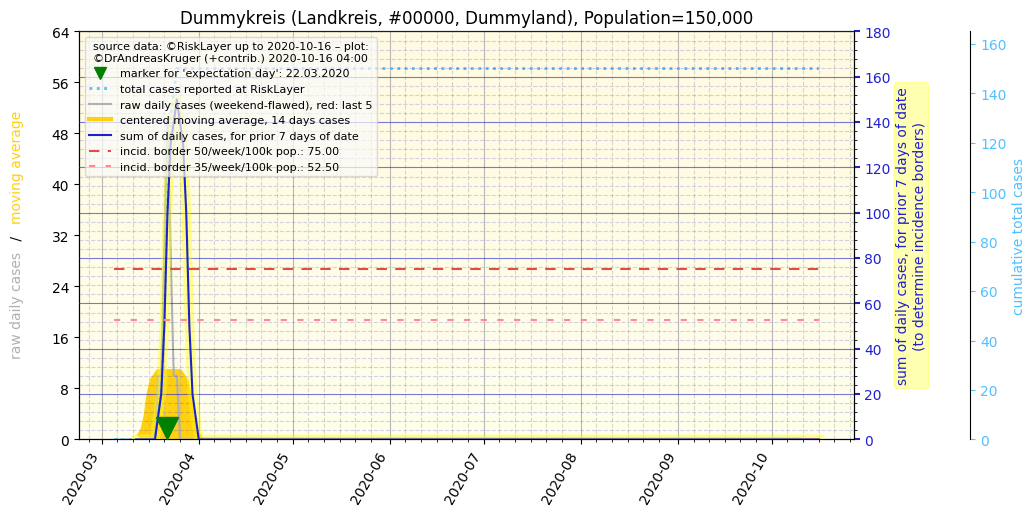 Dummykreis (Landkreis, #00000, Dummyland), Population=150,000
source data: ©RiskLayer up to 2020-10-16 – plot:
©DrAndreasKruger (+contrib.) 2020-10-16 04:00
marker for 'expectation day': 22.03.2020
total cases reported at RiskLayer
raw daily cases (weekend-flawed), red: last 5
centered moving average, 14 days cases
sum of daily cases, for prior 7 days of date
incid. border 50/week/100k pop.: 75.00
incid. border 35/week/100k pop.: 52.50
raw daily cases / moving average
64
56
48
40
32
24
16
8
0
2020-03
2020-04
2020-05
2020-06
2020-07
2020-08
2020-09
2020-10
180
160
140
120
100
80
60
40
20
0
sum of daily cases, for prior 7 days of date
(to determine incidence borders)
160
140
120
100
80
60
40
20
0
cumulative total cases